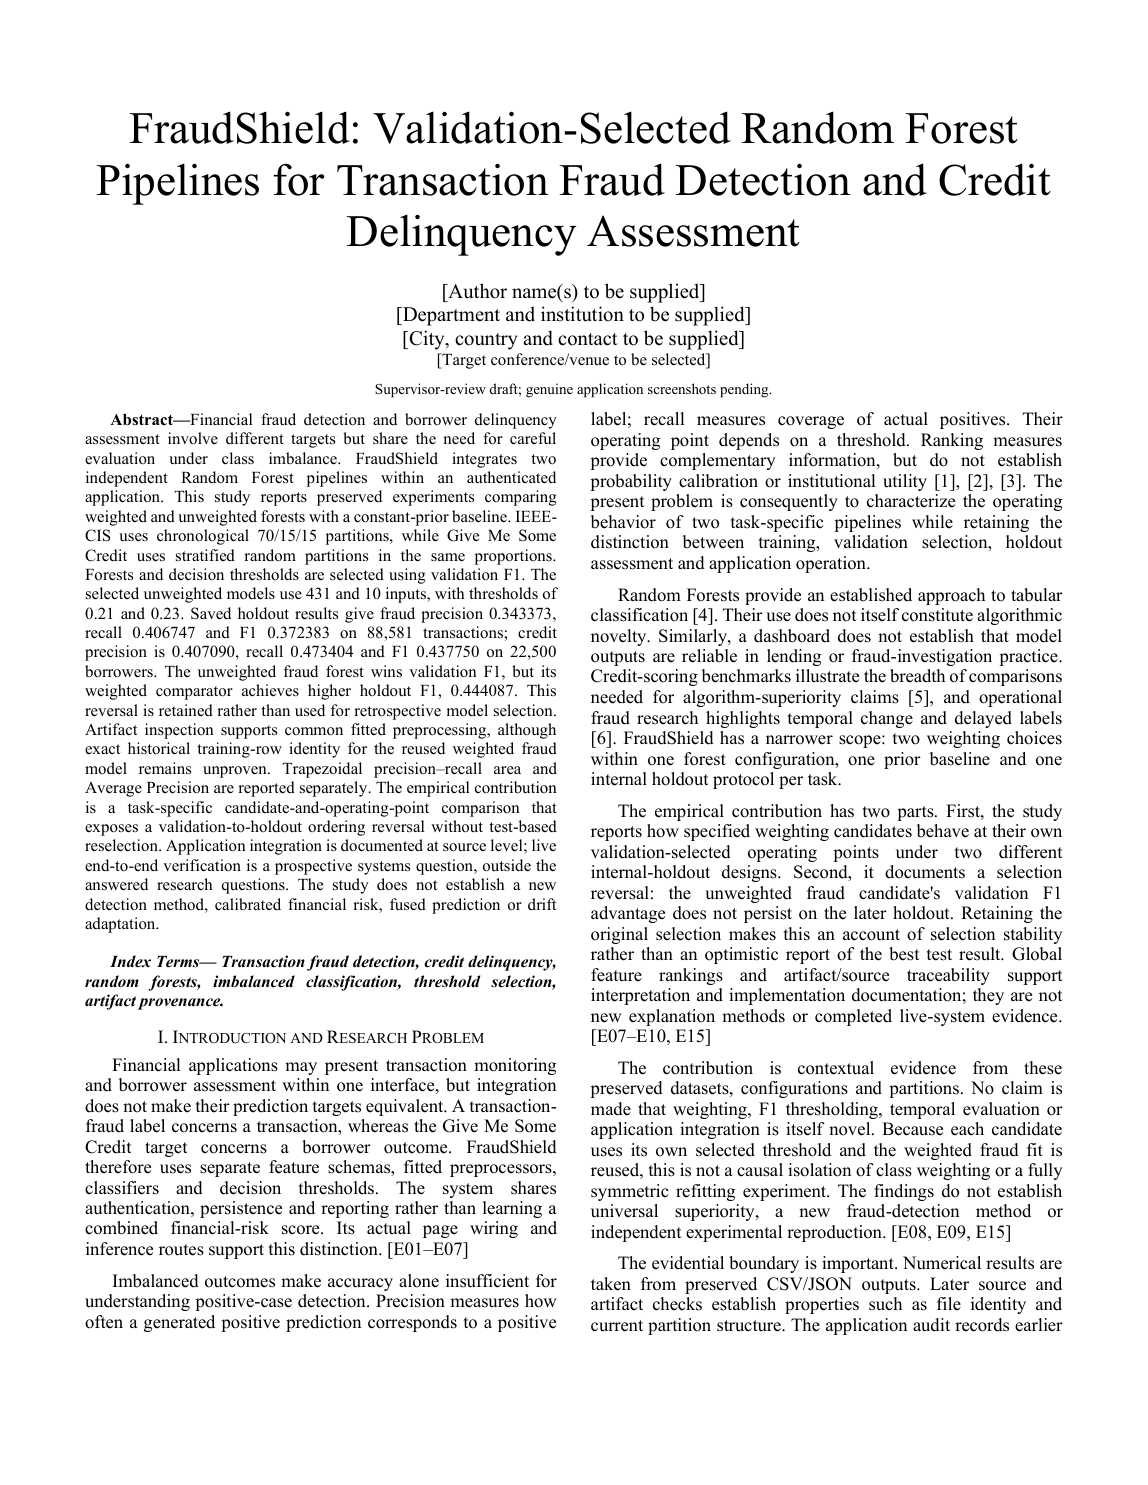 FraudShield: Validation-Selected Random Forest
Pipelines for Transaction Fraud Detection and Credit
Delinquency Assessment
[Author name(s) to be supplied]
[Department and institution to be supplied]
[City, country and contact to be supplied]
[Target conference/venue to be selected]
Supervisor-review draft; genuine application screenshots pending.
Abstract—Financial fraud detection and borrower delinquency
assessment involve different targets but share the need for careful
evaluation under class imbalance. FraudShield integrates two
independent Random Forest pipelines within an authenticated
application. This study reports preserved experiments comparing
weighted and unweighted forests with a constant-prior baseline. IEEE-
CIS uses chronological 70/15/15 partitions, while Give Me Some
Credit uses stratified random partitions in the same proportions.
Forests and decision thresholds are selected using validation F1. The
selected unweighted models use 431 and 10 inputs, with thresholds of
0.21 and 0.23. Saved holdout results give fraud precision 0.343373,
recall 0.406747 and F1 0.372383 on 88,581 transactions; credit
precision is 0.407090, recall 0.473404 and F1 0.437750 on 22,500
borrowers. The unweighted fraud forest wins validation F1, but its
weighted comparator achieves higher holdout F1, 0.444087. This
reversal is retained rather than used for retrospective model selection.
Artifact inspection supports common fitted preprocessing, although
exact historical training-row identity for the reused weighted fraud
model remains unproven. Trapezoidal precision–recall area and
Average Precision are reported separately. The empirical contribution
is a task-specific candidate-and-operating-point comparison that
exposes a validation-to-holdout ordering reversal without test-based
reselection. Application integration is documented at source level; live
end-to-end verification is a prospective systems question, outside the
answered research questions. The study does not establish a new
detection method, calibrated financial risk, fused prediction or drift
adaptation.
Index Terms— Transaction fraud detection, credit delinquency,
random forests, imbalanced classification, threshold selection,
artifact provenance.
I. INTRODUCTION AND RESEARCH PROBLEM
Financial applications may present transaction monitoring
and borrower assessment within one interface, but integration
does not make their prediction targets equivalent. A transaction-
fraud label concerns a transaction, whereas the Give Me Some
Credit target concerns a borrower outcome. FraudShield
therefore uses separate feature schemas, fitted preprocessors,
classifiers and decision thresholds. The system shares
authentication, persistence and reporting rather than learning a
combined financial-risk score. Its actual page wiring and
inference routes support this distinction. [E01–E07]
Imbalanced outcomes make accuracy alone insufficient for
understanding positive-case detection. Precision measures how
often a generated positive prediction corresponds to a positive
label; recall measures coverage of actual positives. Their
operating point depends on a threshold. Ranking measures
provide complementary information, but do not establish
probability calibration or institutional utility [1], [2], [3]. The
present problem is consequently to characterize the operating
behavior of two task-specific pipelines while retaining the
distinction between training, validation selection, holdout
assessment and application operation.
Random Forests provide an established approach to tabular
classification [4]. Their use does not itself constitute algorithmic
novelty. Similarly, a dashboard does not establish that model
outputs are reliable in lending or fraud-investigation practice.
Credit-scoring benchmarks illustrate the breadth of comparisons
needed for algorithm-superiority claims [5], and operational
fraud research highlights temporal change and delayed labels
[6]. FraudShield has a narrower scope: two weighting choices
within one forest configuration, one prior baseline and one
internal holdout protocol per task.
The empirical contribution has two parts. First, the study
reports how specified weighting candidates behave at their own
validation-selected operating points under two different
internal-holdout designs. Second, it documents a selection
reversal: the unweighted fraud candidate's validation F1
advantage does not persist on the later holdout. Retaining the
original selection makes this an account of selection stability
rather than an optimistic report of the best test result. Global
feature rankings and artifact/source traceability support
interpretation and implementation documentation; they are not
new explanation methods or completed live-system evidence.
[E07–E10, E15]
The contribution is contextual evidence from these
preserved datasets, configurations and partitions. No claim is
made that weighting, F1 thresholding, temporal evaluation or
application integration is itself novel. Because each candidate
uses its own selected threshold and the weighted fraud fit is
reused, this is not a causal isolation of class weighting or a fully
symmetric refitting experiment. The findings do not establish
universal superiority, a new fraud-detection method or
independent experimental reproduction. [E08, E09, E15]
The evidential boundary is important. Numerical results are
taken from preserved CSV/JSON outputs. Later source and
artifact checks establish properties such as file identity and
current partition structure. The application audit records earlier